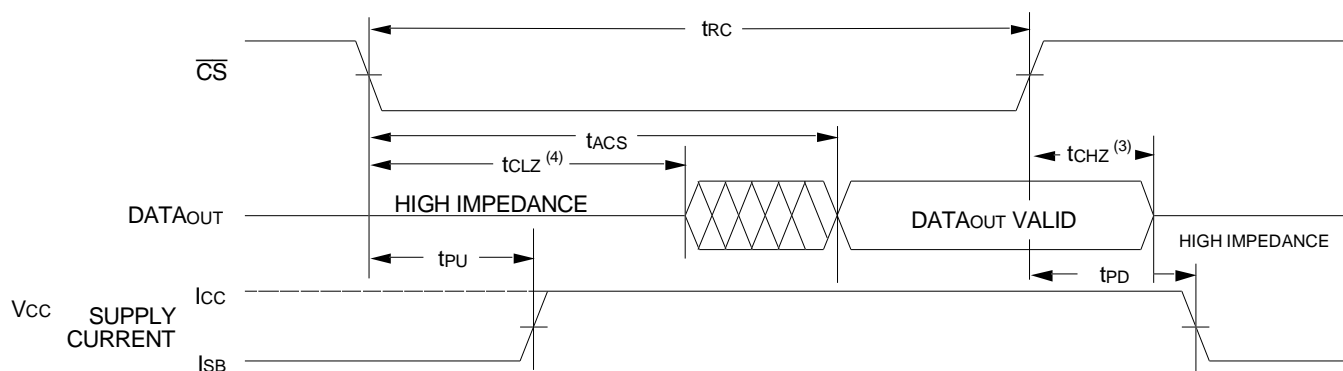 tRC
CS
tACS
tCLZ (4)
tCHZ (3)
DATAOUT
HIGH IMPEDANCE
DATAOUT VALID
HIGH IMPEDANCE
tPU
tPD
VCC SUPPLY CURRENT
ICC
ISB